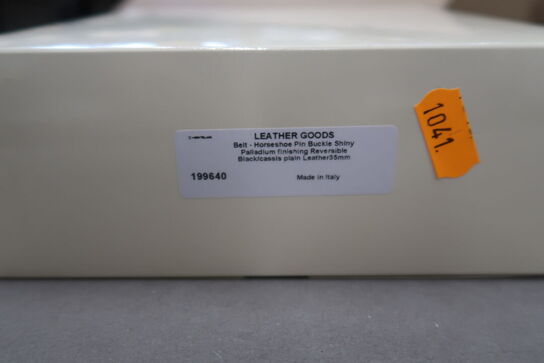 LEATHER GOODS
Belt - Horseshoe Pin Buckle Shiny
Palladium finishing Reversible
Black/cassis plain Leather35mm
199640
Made in Italy
1041.